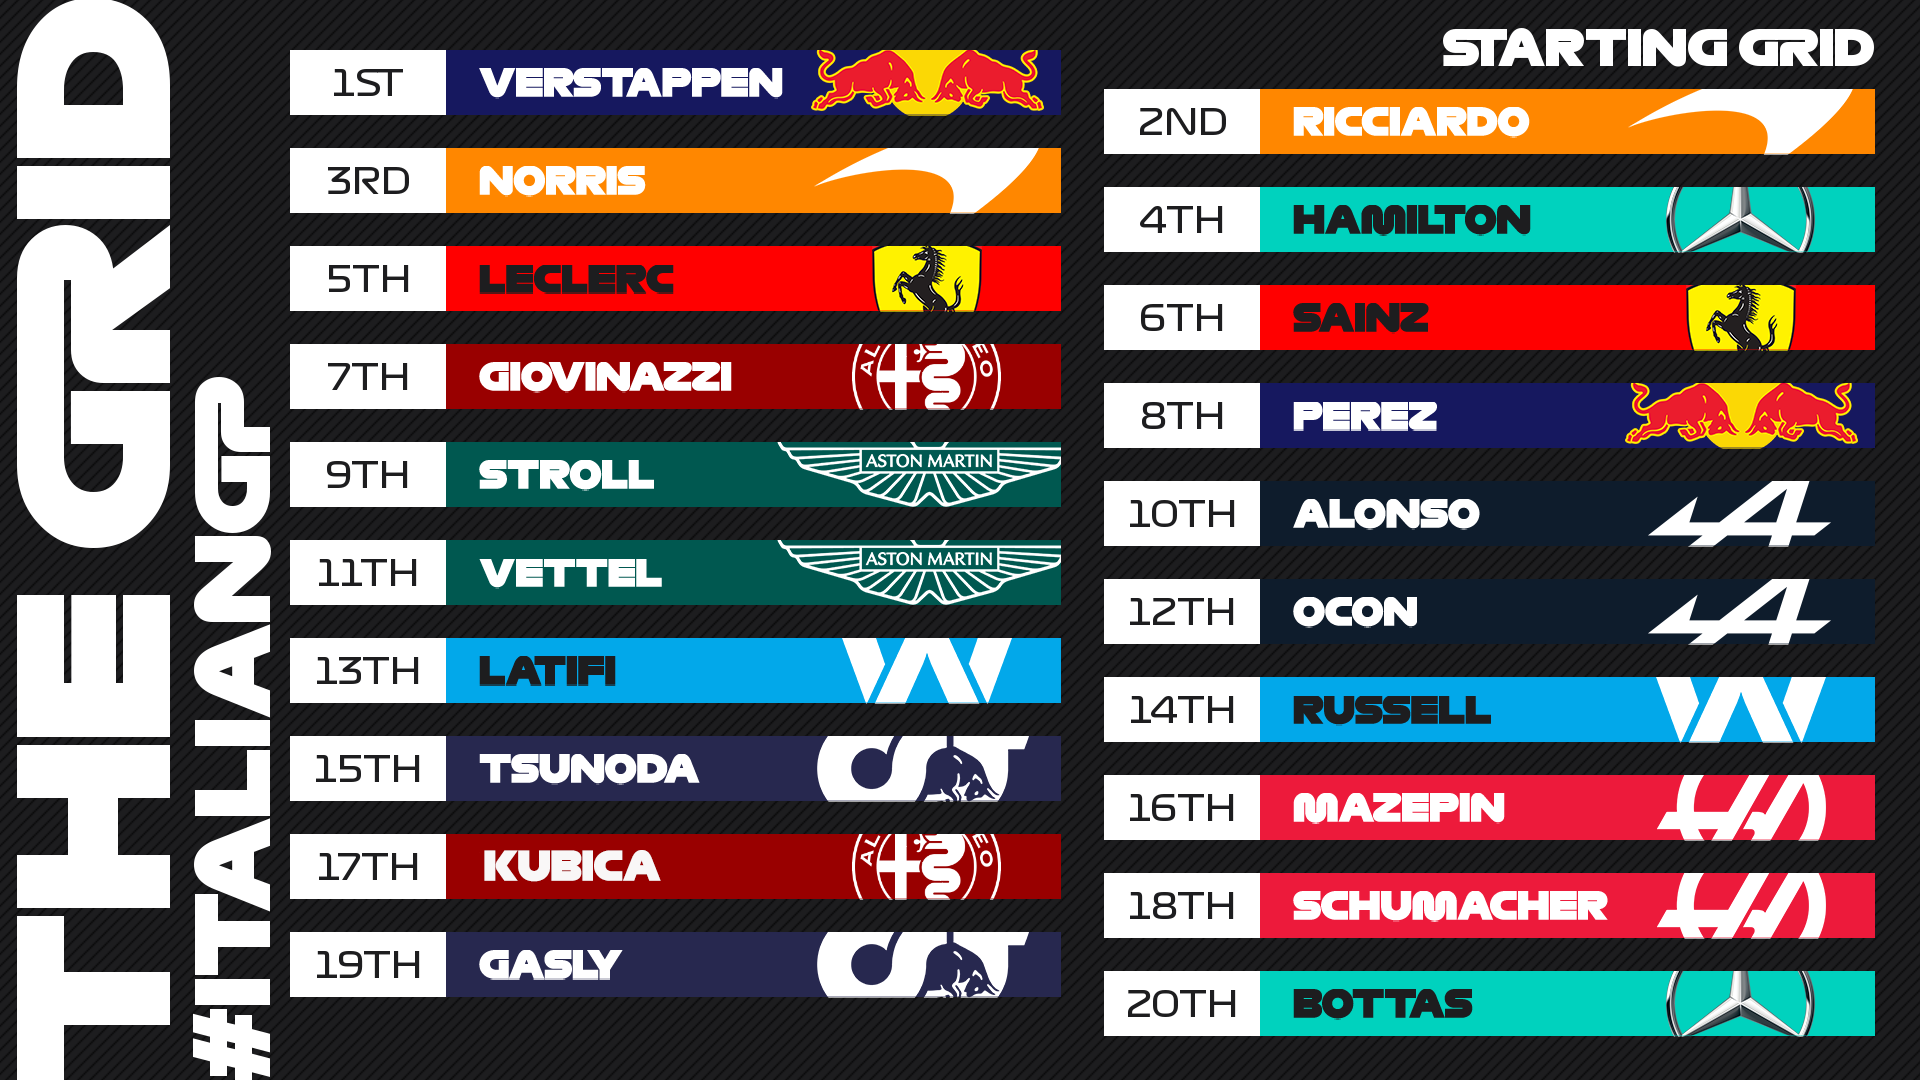 THE GRID
#ITALIANGP
STARTING GRID
1ST VERSTAPPEN
2ND RICCIARDO
3RD NORRIS
4TH HAMILTON
5TH LECLERC
6TH SAINZ
7TH GIOVINAZZI
8TH PEREZ
9TH STROLL ASTON MARTIN
10TH ALONSO
11TH VETTEL ASTON MARTIN
12TH OCON
13TH LATIFI
14TH RUSSELL
15TH TSUNODA
16TH MAZEPIN
17TH KUBICA
18TH SCHUMACHER
19TH GASLY
20TH BOTTAS